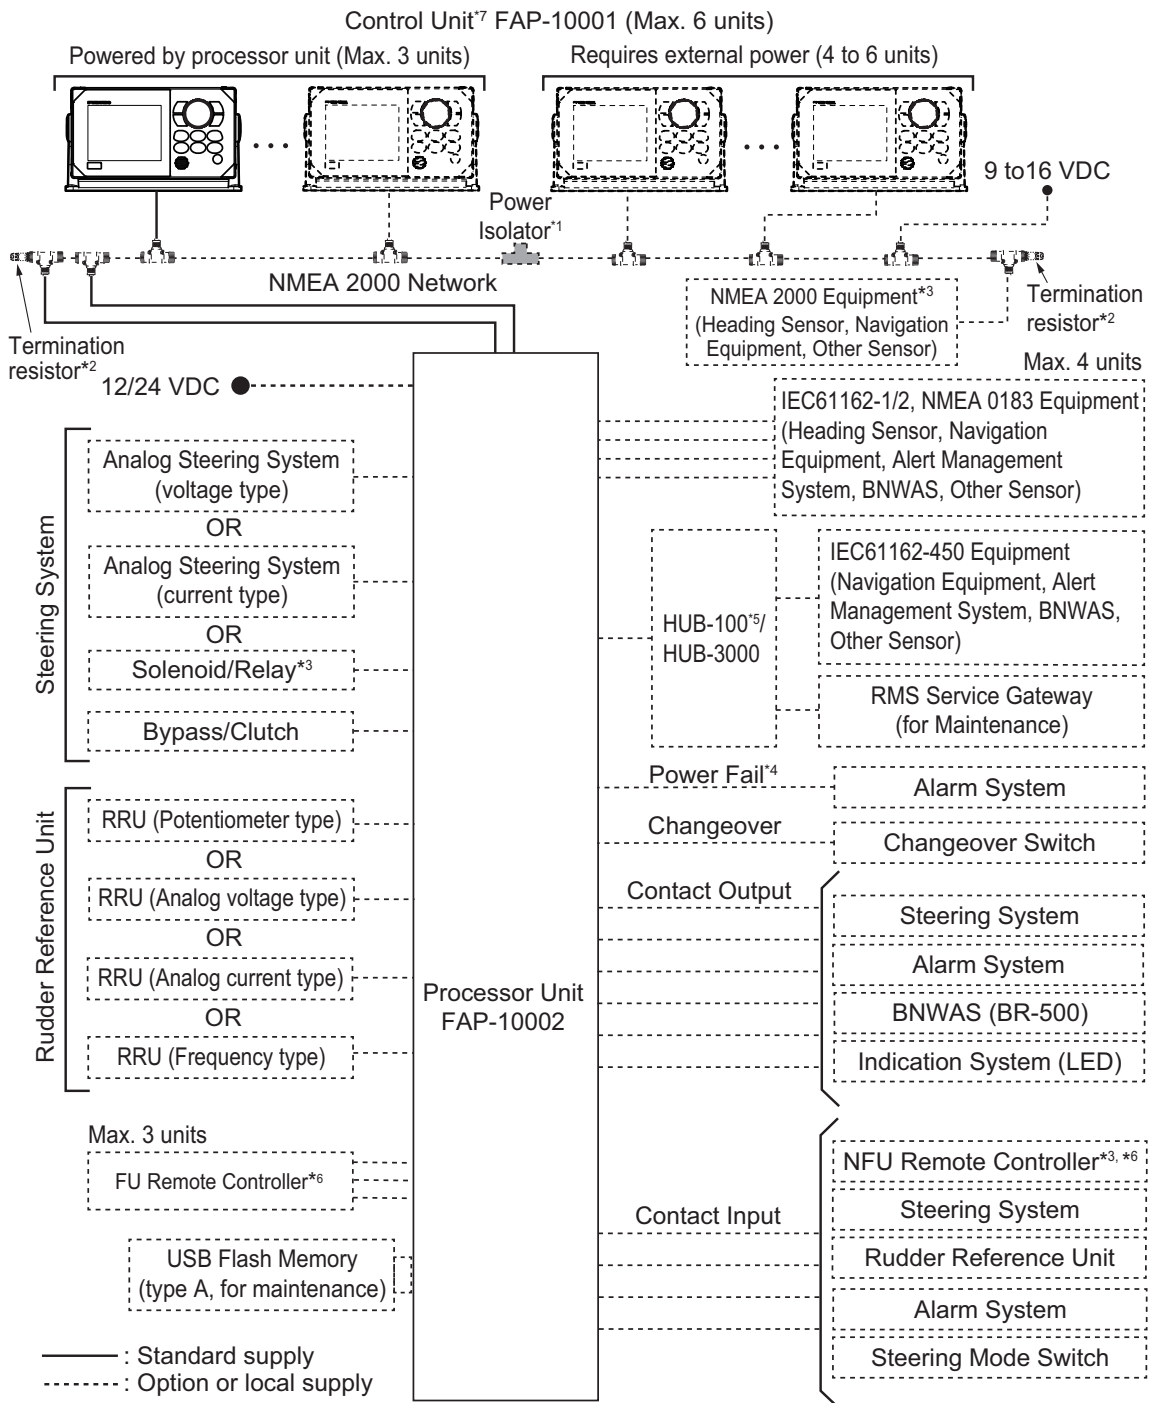 Control Unit*7 FAP-10001 (Max. 6 units)
Powered by processor unit (Max. 3 units)
Requires external power (4 to 6 units)
9 to16 VDC
Power
Isolator*1
NMEA 2000 Network
Termination
resistor*2
NMEA 2000 Equipment*3
(Heading Sensor, Navigation
Equipment, Other Sensor)
Termination
resistor*2
12/24 VDC
Max. 4 units
IEC61162-1/2, NMEA 0183 Equipment
(Heading Sensor, Navigation
Equipment, Alert Management
System, BNWAS, Other Sensor)
Steering System
Analog Steering System
(voltage type)
OR
Analog Steering System
(current type)
OR
Solenoid/Relay*3
Bypass/Clutch
HUB-100*5/
HUB-3000
IEC61162-450 Equipment
(Navigation Equipment, Alert
Management System, BNWAS,
Other Sensor)
RMS Service Gateway
(for Maintenance)
Power Fail*4
Alarm System
Changeover
Changeover Switch
Rudder Reference Unit
RRU (Potentiometer type)
OR
RRU (Analog voltage type)
OR
RRU (Analog current type)
OR
RRU (Frequency type)
Processor Unit
FAP-10002
Contact Output
Steering System
Alarm System
BNWAS (BR-500)
Indication System (LED)
Max. 3 units
FU Remote Controller*6
USB Flash Memory
(type A, for maintenance)
Contact Input
NFU Remote Controller*3, *6
Steering System
Rudder Reference Unit
Alarm System
Steering Mode Switch
: Standard supply
: Option or local supply